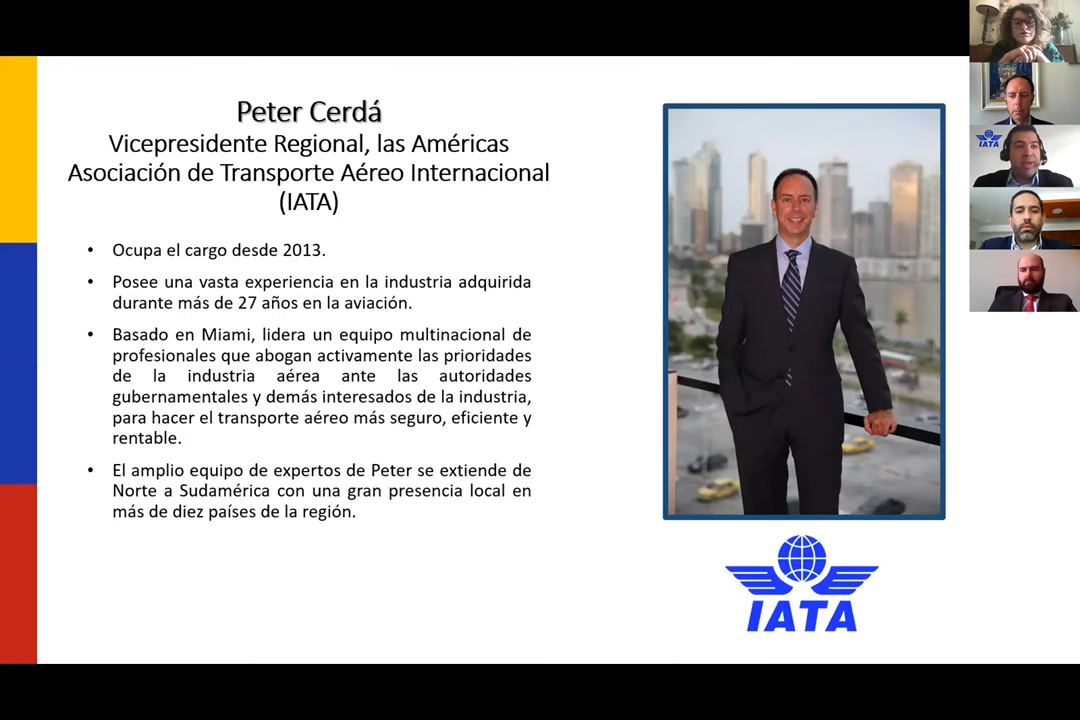 Peter Cerdá
Vicepresidente Regional, las Américas
Asociación de Transporte Aéreo Internacional
(IATA)
• Ocupa el cargo desde 2013.
• Posee una vasta experiencia en la industria adquirida
durante más de 27 años en la aviación.
• Basado en Miami, lidera un equipo multinacional de
profesionales que abogan activamente las prioridades
de la industria aérea ante las autoridades
gubernamentales y demás interesados de la industria,
para hacer el transporte aéreo más seguro, eficiente y
rentable.
• El amplio equipo de expertos de Peter se extiende de
Norte a Sudamérica con una gran presencia local en
más de diez países de la región.
IATA
IATA